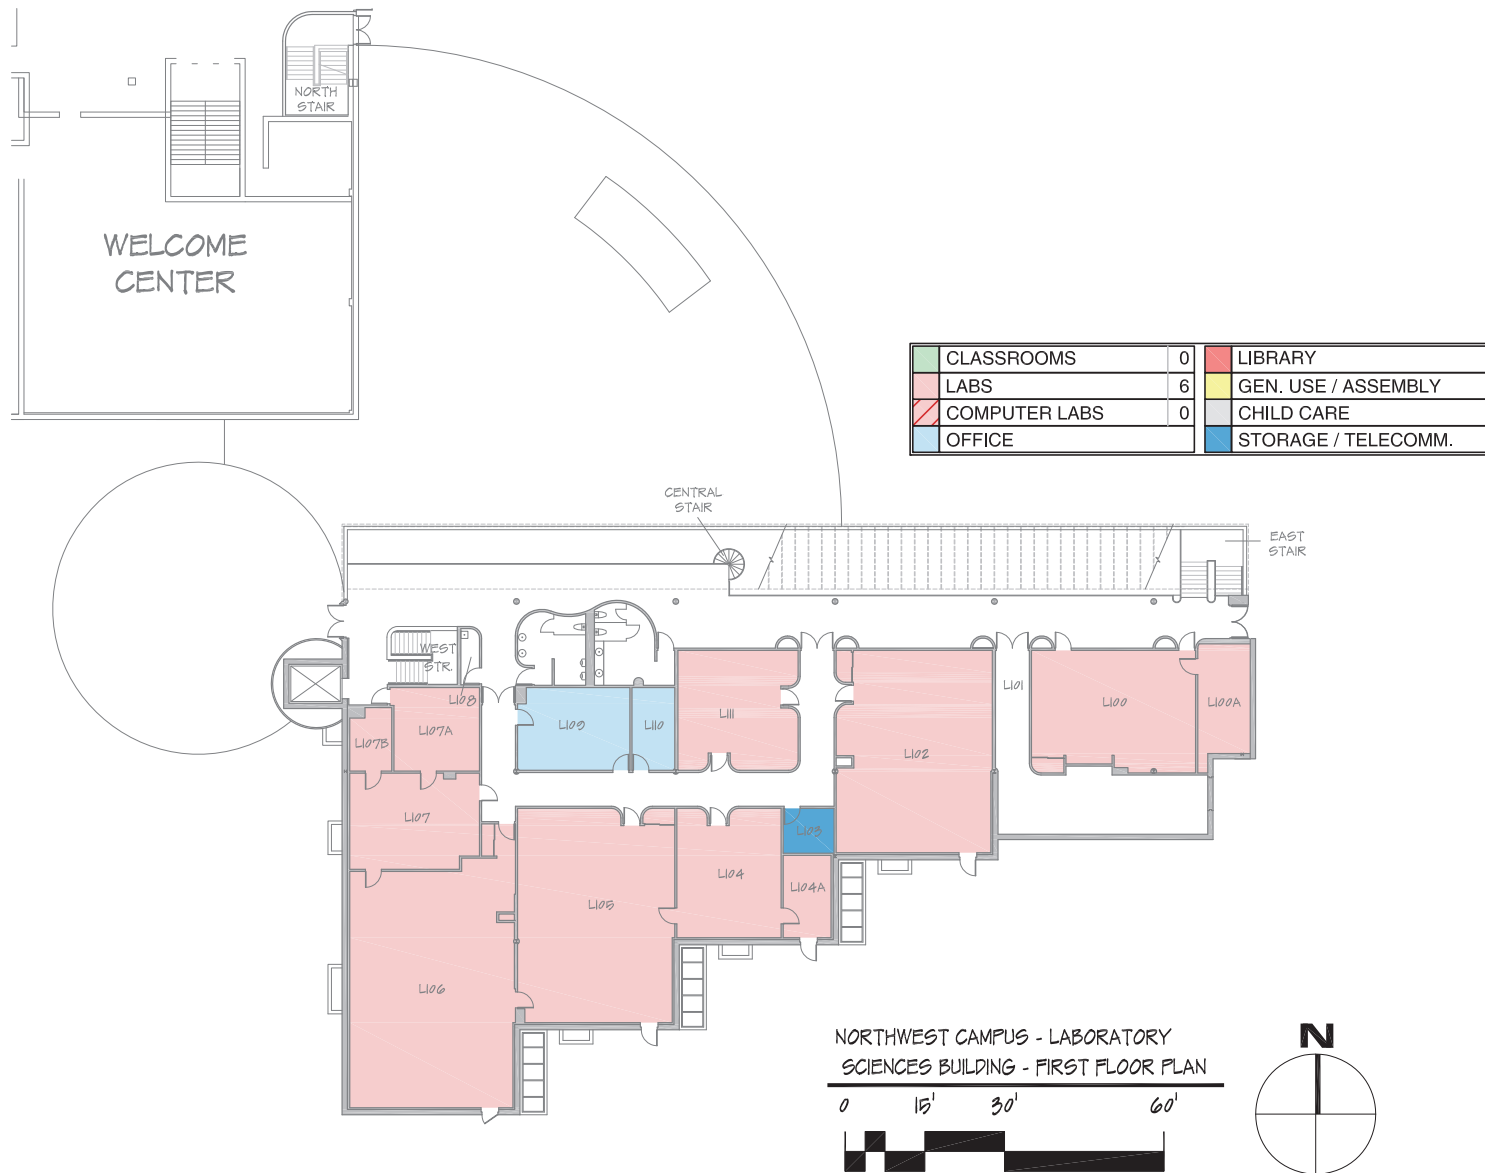 NORTH
STAIR
WELCOME
CENTER
CLASSROOMS 0 LIBRARY
LABS 6 GEN. USE / ASSEMBLY
COMPUTER LABS 0 CHILD CARE
OFFICE STORAGE / TELECOMM.
CENTRAL
STAIR
EAST
STAIR
WEST
STR.
L108
L107B
L107A
L109
L110
L111
L102
L101
L100
L100A
L107
L103
L105
L104
L104A
L106
NORTHWEST CAMPUS - LABORATORY
SCIENCES BUILDING - FIRST FLOOR PLAN
0 15' 30' 60'
N